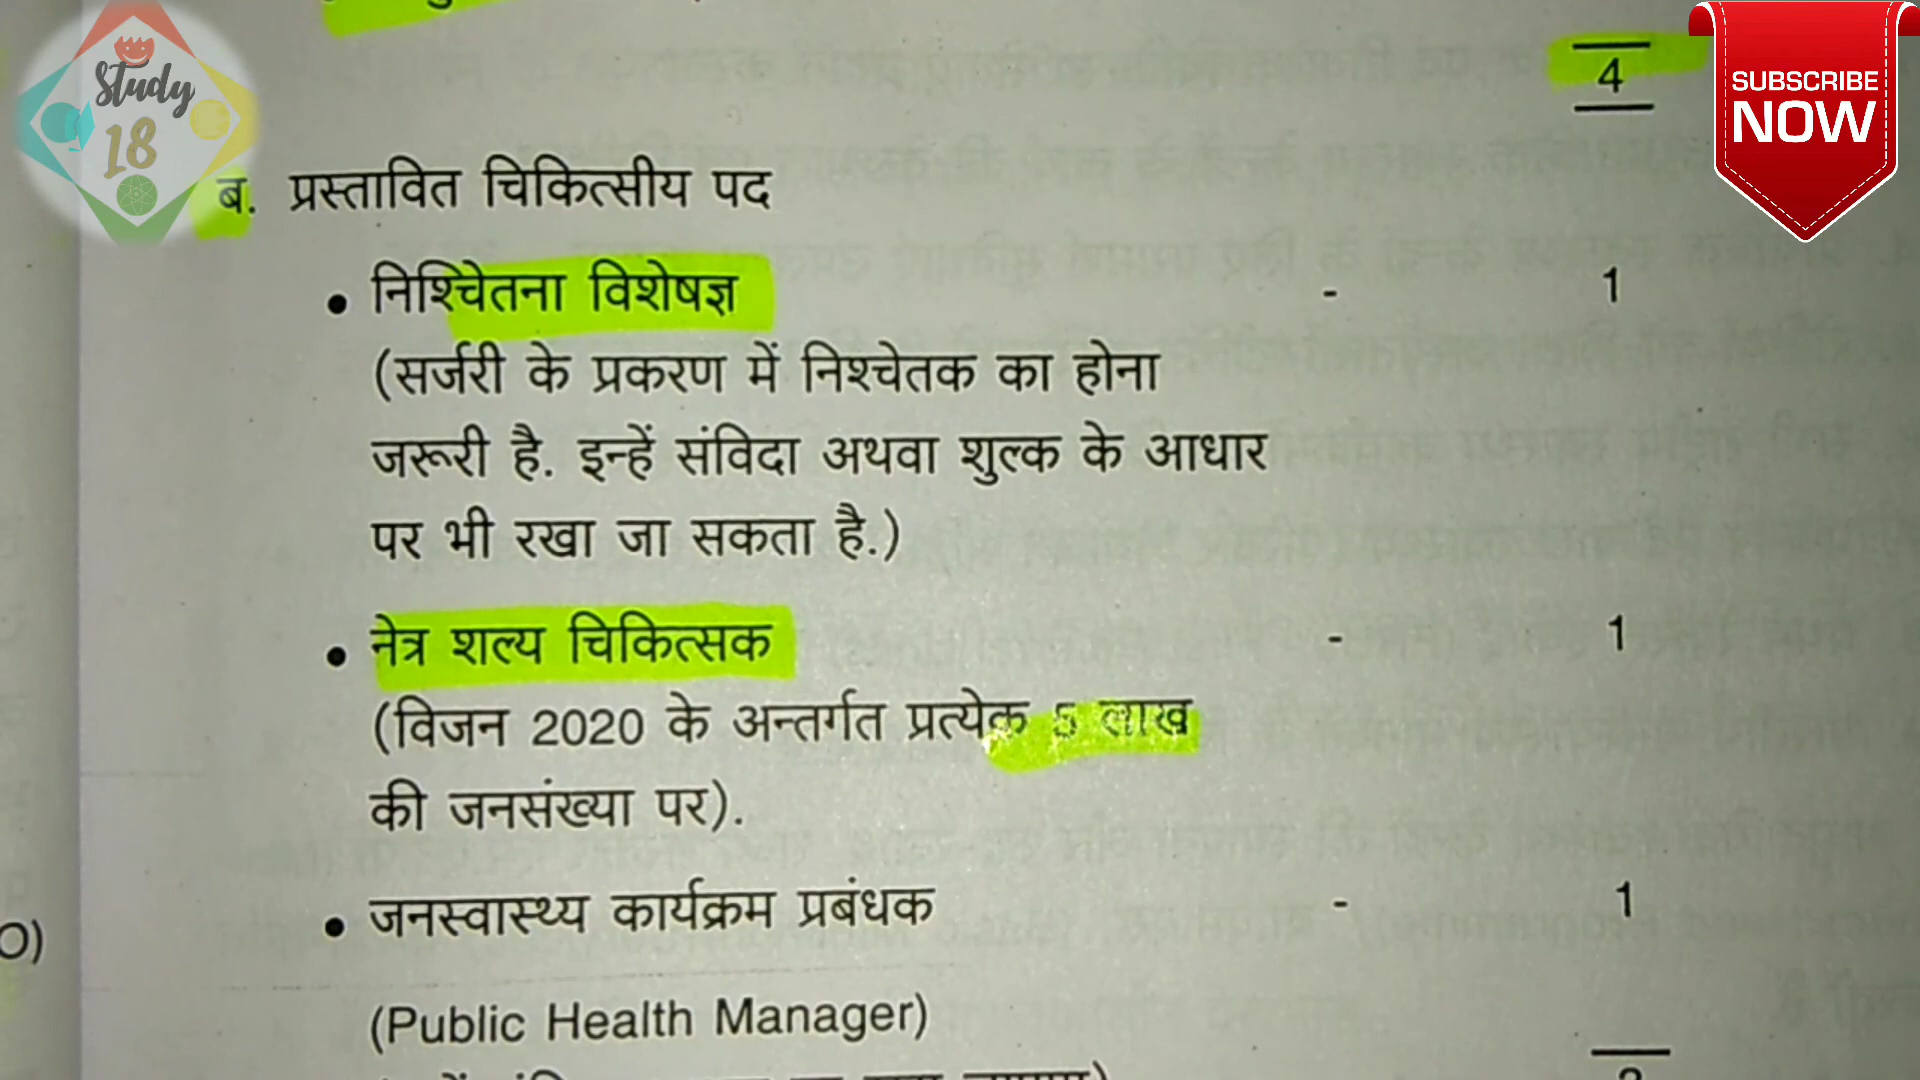 Study
18
SUBSCRIBE
NOW
4
ब. प्रस्तावित चिकित्सीय पद
• निश्चेतना विशेषज्ञ - 1
(सर्जरी के प्रकरण में निश्चेतक का होना
जरूरी है. इन्हें संविदा अथवा शुल्क के आधार
पर भी रखा जा सकता है.)
• नेत्र शल्य चिकित्सक - 1
(विजन 2020 के अन्तर्गत प्रत्येक 5 लाख
की जनसंख्या पर).
• जनस्वास्थ्य कार्यक्रम प्रबंधक - 1
O)
(Public Health Manager)